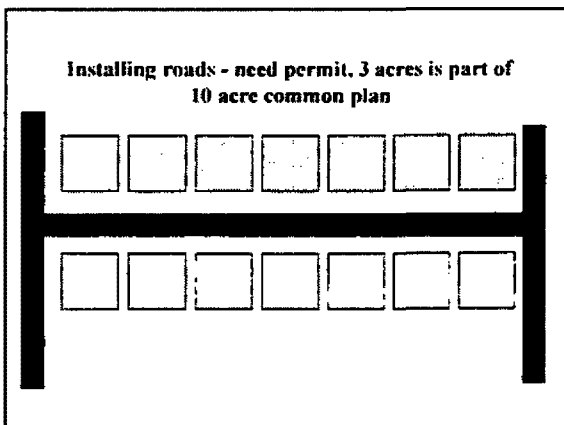 Installing roads - need permit, 3 acres is part of
10 acre common plan